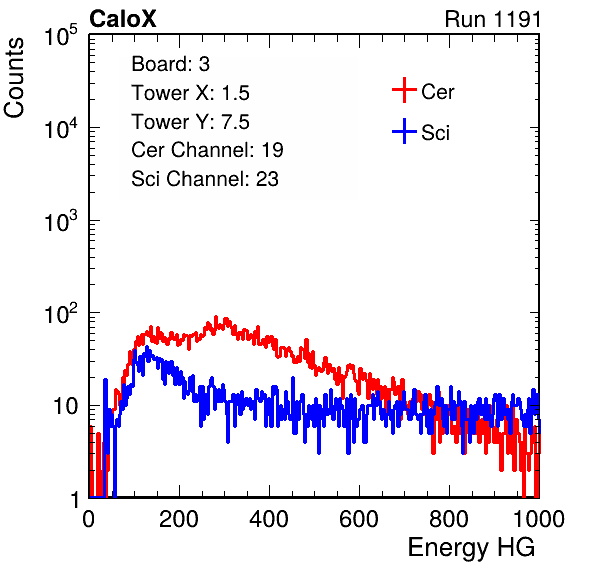 CaloX Run 1191
Counts
10^5
10^4
10^3
10^2
10
1
Board: 3
Tower X: 1.5
Tower Y: 7.5
Cer Channel: 19
Sci Channel: 23
Cer
Sci
0 200 400 600 800 1000
Energy HG